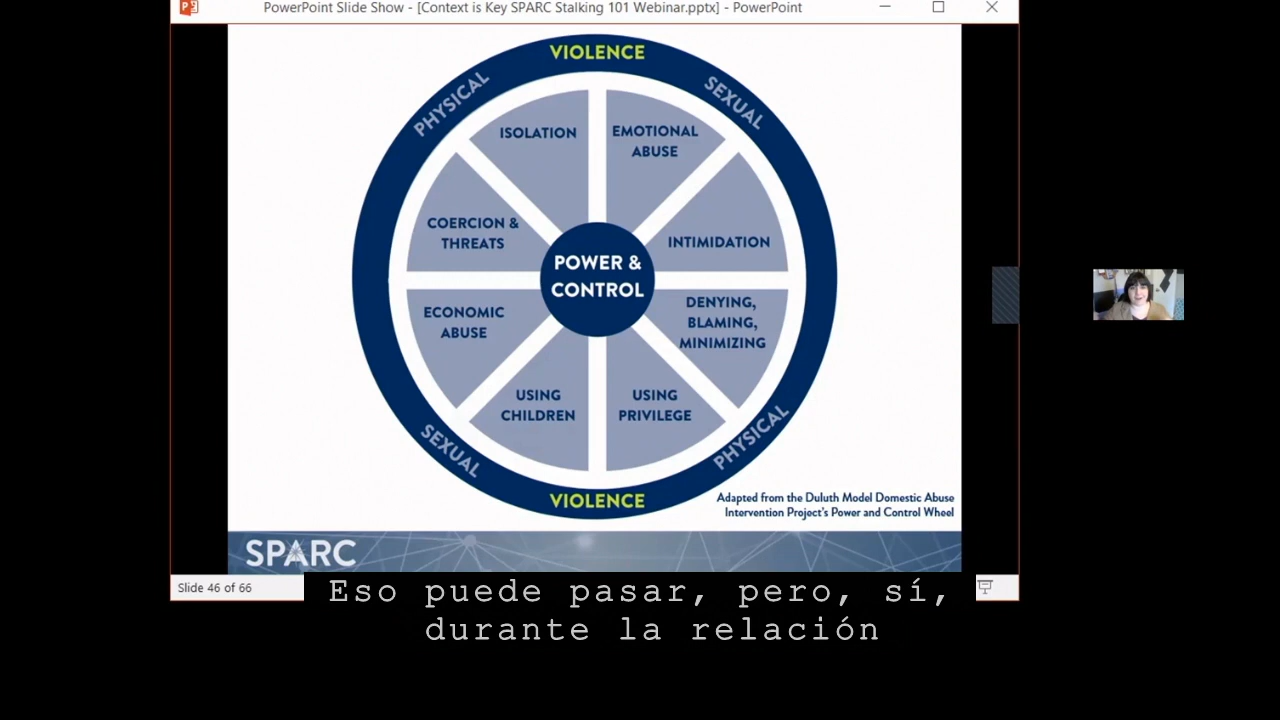 PowerPoint Slide Show - [Context is Key SPARC Stalking 101 Webinar.pptx] - PowerPoint
VIOLENCE
PHYSICAL
SEXUAL
ISOLATION
EMOTIONAL
ABUSE
COERCION &
THREATS
INTIMIDATION
POWER &
CONTROL
ECONOMIC
ABUSE
DENYING,
BLAMING,
MINIMIZING
USING
CHILDREN
USING
PRIVILEGE
SEXUAL
PHYSICAL
VIOLENCE
Adapted from the Duluth Model Domestic Abuse
Intervention Project's Power and Control Wheel
SPARC
Slide 46 of 66
Eso puede pasar, pero, sí,
durante la relación